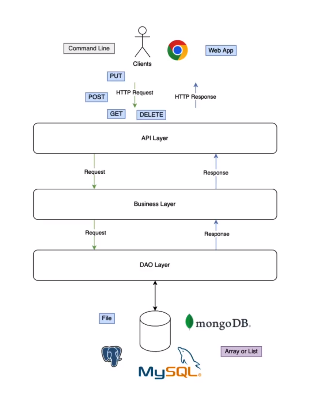 Command Line
Web App
Clients
PUT
HTTP Request
HTTP Response
POST
GET
DELETE
API Layer
Request
Response
Business Layer
Request
Response
DAO Layer
File
mongoDB.
Array or List
MySQL